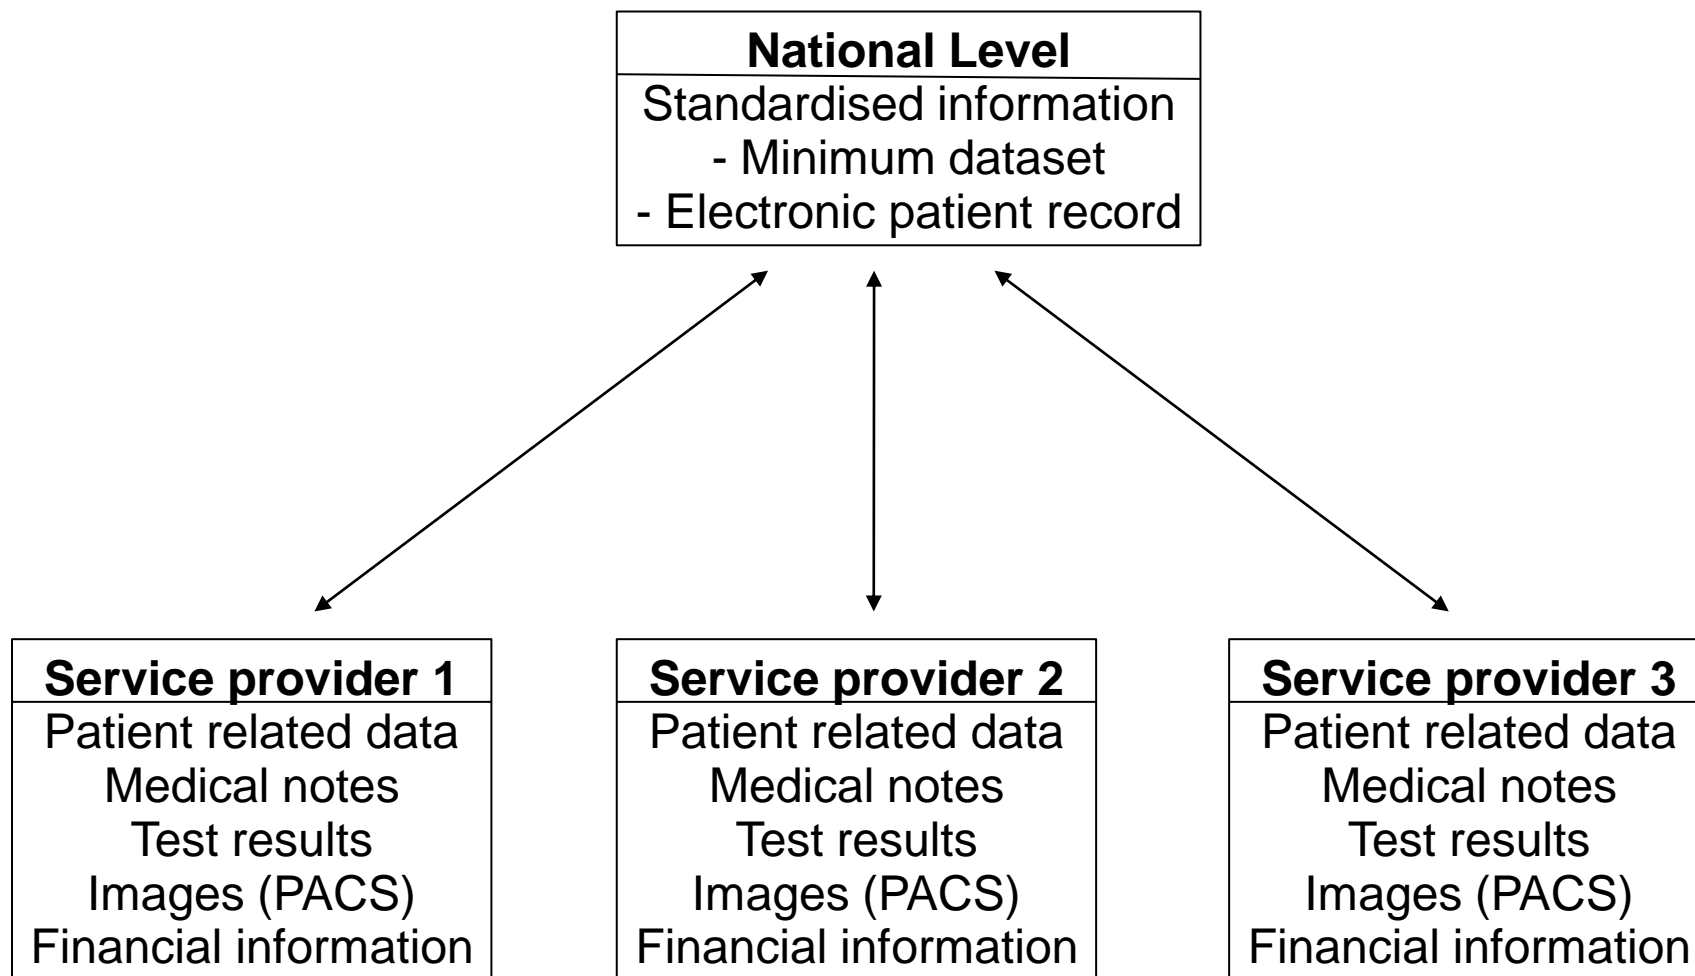 National Level
Standardised information
- Minimum dataset
- Electronic patient record
Service provider 1
Patient related data
Medical notes
Test results
Images (PACS)
Financial information
Service provider 2
Patient related data
Medical notes
Test results
Images (PACS)
Financial information
Service provider 3
Patient related data
Medical notes
Test results
Images (PACS)
Financial information